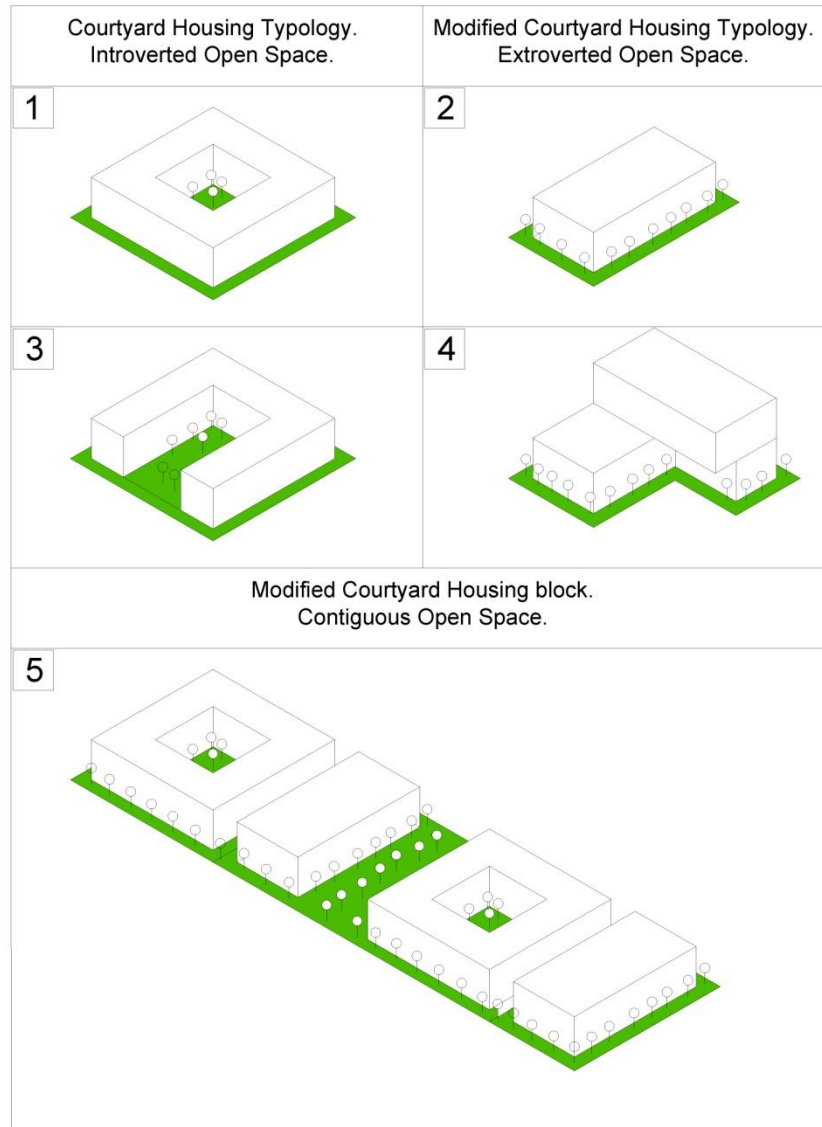 Courtyard Housing Typology.
Introverted Open Space.
Modified Courtyard Housing Typology.
Extroverted Open Space.
1
2
3
4
Modified Courtyard Housing block.
Contiguous Open Space.
5